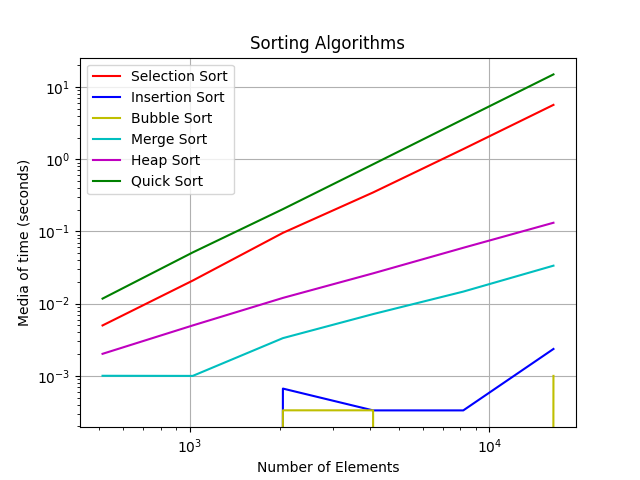 Sorting Algorithms
Selection Sort
Insertion Sort
Bubble Sort
Merge Sort
Heap Sort
Quick Sort
10¹
10⁰
10⁻¹
10⁻²
10⁻³
Media of time (seconds)
10³
10⁴
Number of Elements